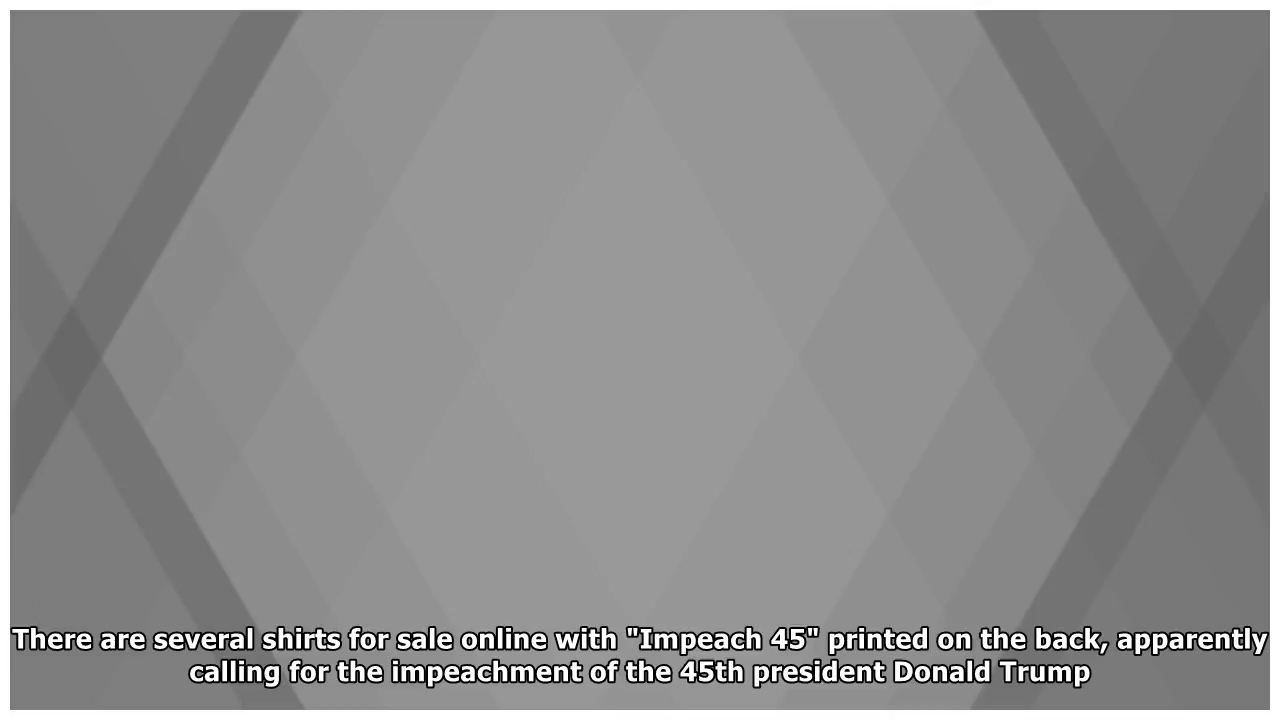 There are several shirts for sale online with "Impeach 45" printed on the back, apparently
calling for the impeachment of the 45th president Donald Trump